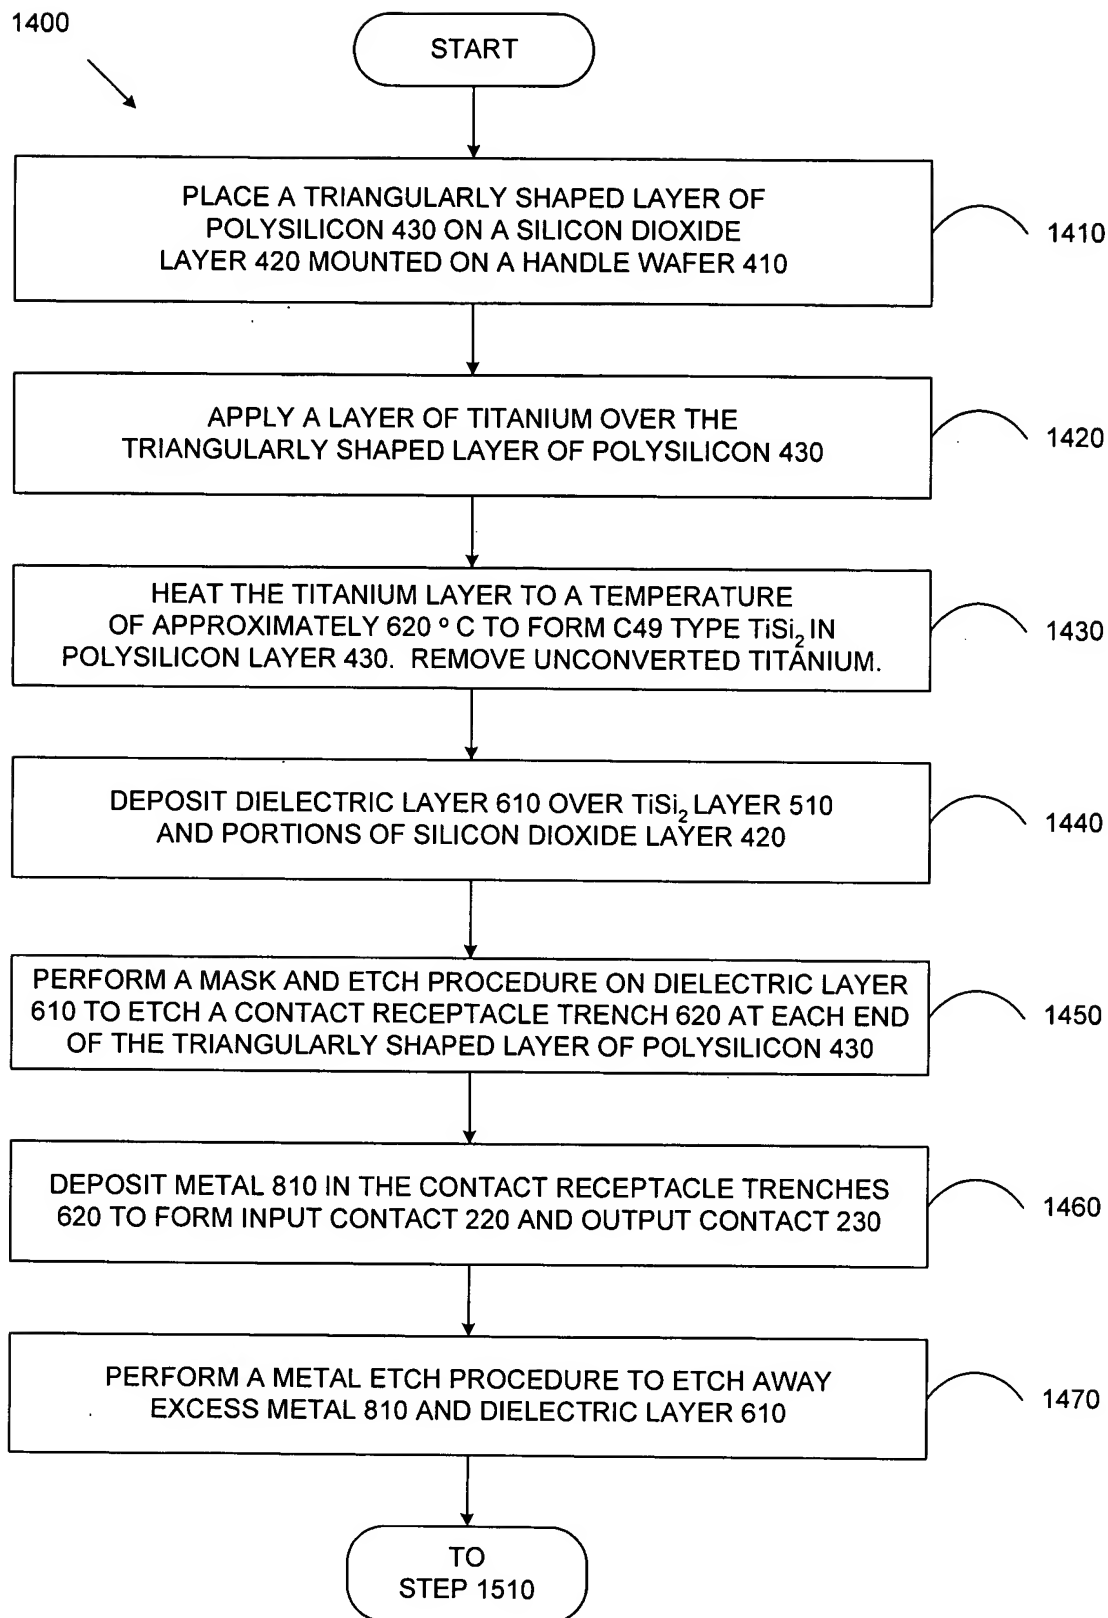 1400
START
PLACE A TRIANGULARLY SHAPED LAYER OF
POLYSILICON 430 ON A SILICON DIOXIDE
LAYER 420 MOUNTED ON A HANDLE WAFER 410
1410
APPLY A LAYER OF TITANIUM OVER THE
TRIANGULARLY SHAPED LAYER OF POLYSILICON 430
1420
HEAT THE TITANIUM LAYER TO A TEMPERATURE
OF APPROXIMATELY 620 º C TO FORM C49 TYPE TiSi₂ IN
POLYSILICON LAYER 430. REMOVE UNCONVERTED TITANIUM.
1430
DEPOSIT DIELECTRIC LAYER 610 OVER TiSi₂ LAYER 510
AND PORTIONS OF SILICON DIOXIDE LAYER 420
1440
PERFORM A MASK AND ETCH PROCEDURE ON DIELECTRIC LAYER
610 TO ETCH A CONTACT RECEPTACLE TRENCH 620 AT EACH END
OF THE TRIANGULARLY SHAPED LAYER OF POLYSILICON 430
1450
DEPOSIT METAL 810 IN THE CONTACT RECEPTACLE TRENCHES
620 TO FORM INPUT CONTACT 220 AND OUTPUT CONTACT 230
1460
PERFORM A METAL ETCH PROCEDURE TO ETCH AWAY
EXCESS METAL 810 AND DIELECTRIC LAYER 610
1470
TO
STEP 1510